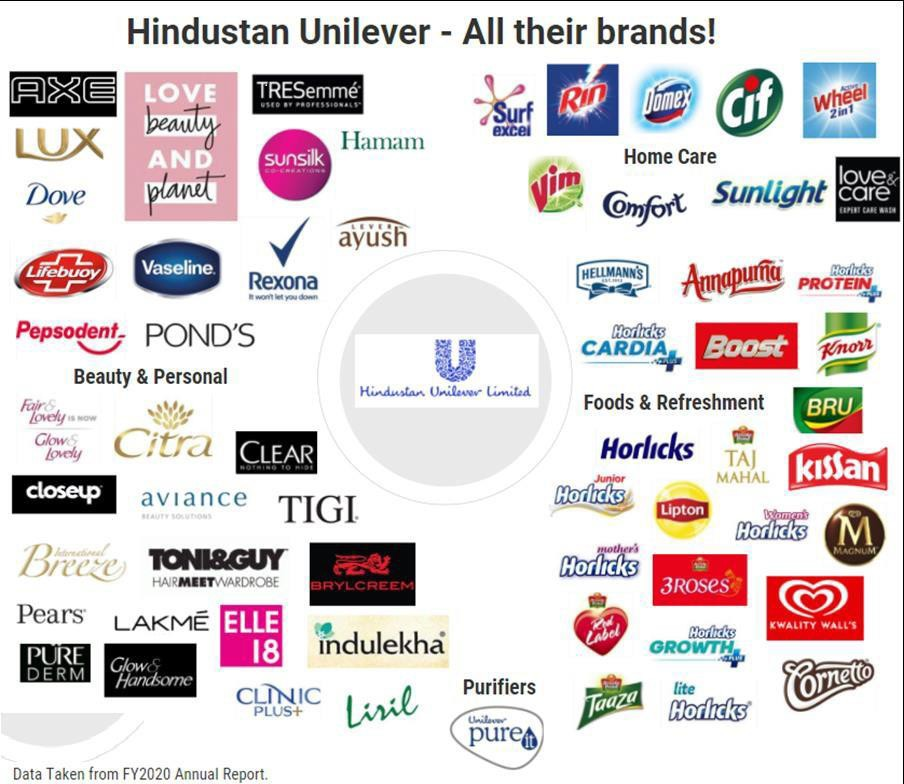 Hindustan Unilever - All their brands!
AXE
LOVE
beauty
AND
planet
TRESemmé
USED BY PROFESSIONALS
LUX
sunsilk
CO-CREATIONS
Hamam
Dove
Lifebuoy
Vaseline.
Rexona
It won't let you down
LEVER
ayush
Pepsodent
POND'S
Beauty & Personal
Fair&
Lovely IS NOW
Glow&
Lovely
Citra
CLEAR
NOTHING TO HIDE
closeup
aviance
BEAUTY SOLUTIONS
TIGI
International
Breeze
TONI&GUY
HAIRMEETWARDROBE
BRYLCREEM
Pears
LAKMÉ
ELLE
18
indulekha
PURE
DERM
Glow&
Handsome
CLINIC
PLUS+
Liril
Surf
excel
Rin
Domex
Cif
Active
Wheel
2in1
Home Care
Vim
Comfort
Sunlight
love&
care
EXPERT CARE WASH
HELLMANN'S
EST. 1913
Annapurna
Horlicks
PROTEIN
PLUS
Horlicks
CARDIA
PLUS
Boost
Knorr
Hindustan Unilever Limited
Foods & Refreshment
BRU
Horlicks
TAJ
MAHAL
kissan
Junior
Horlicks
Lipton
Women's
Horlicks
M
MAGNUM
mother's
Horlicks
3ROSES
KWALITY WALL'S
Red
Label
Horlicks
GROWTH
PLUS
Taaza
lite
Horlicks
Cornetto
Purifiers
Unilever
pureit
Data Taken from FY2020 Annual Report.